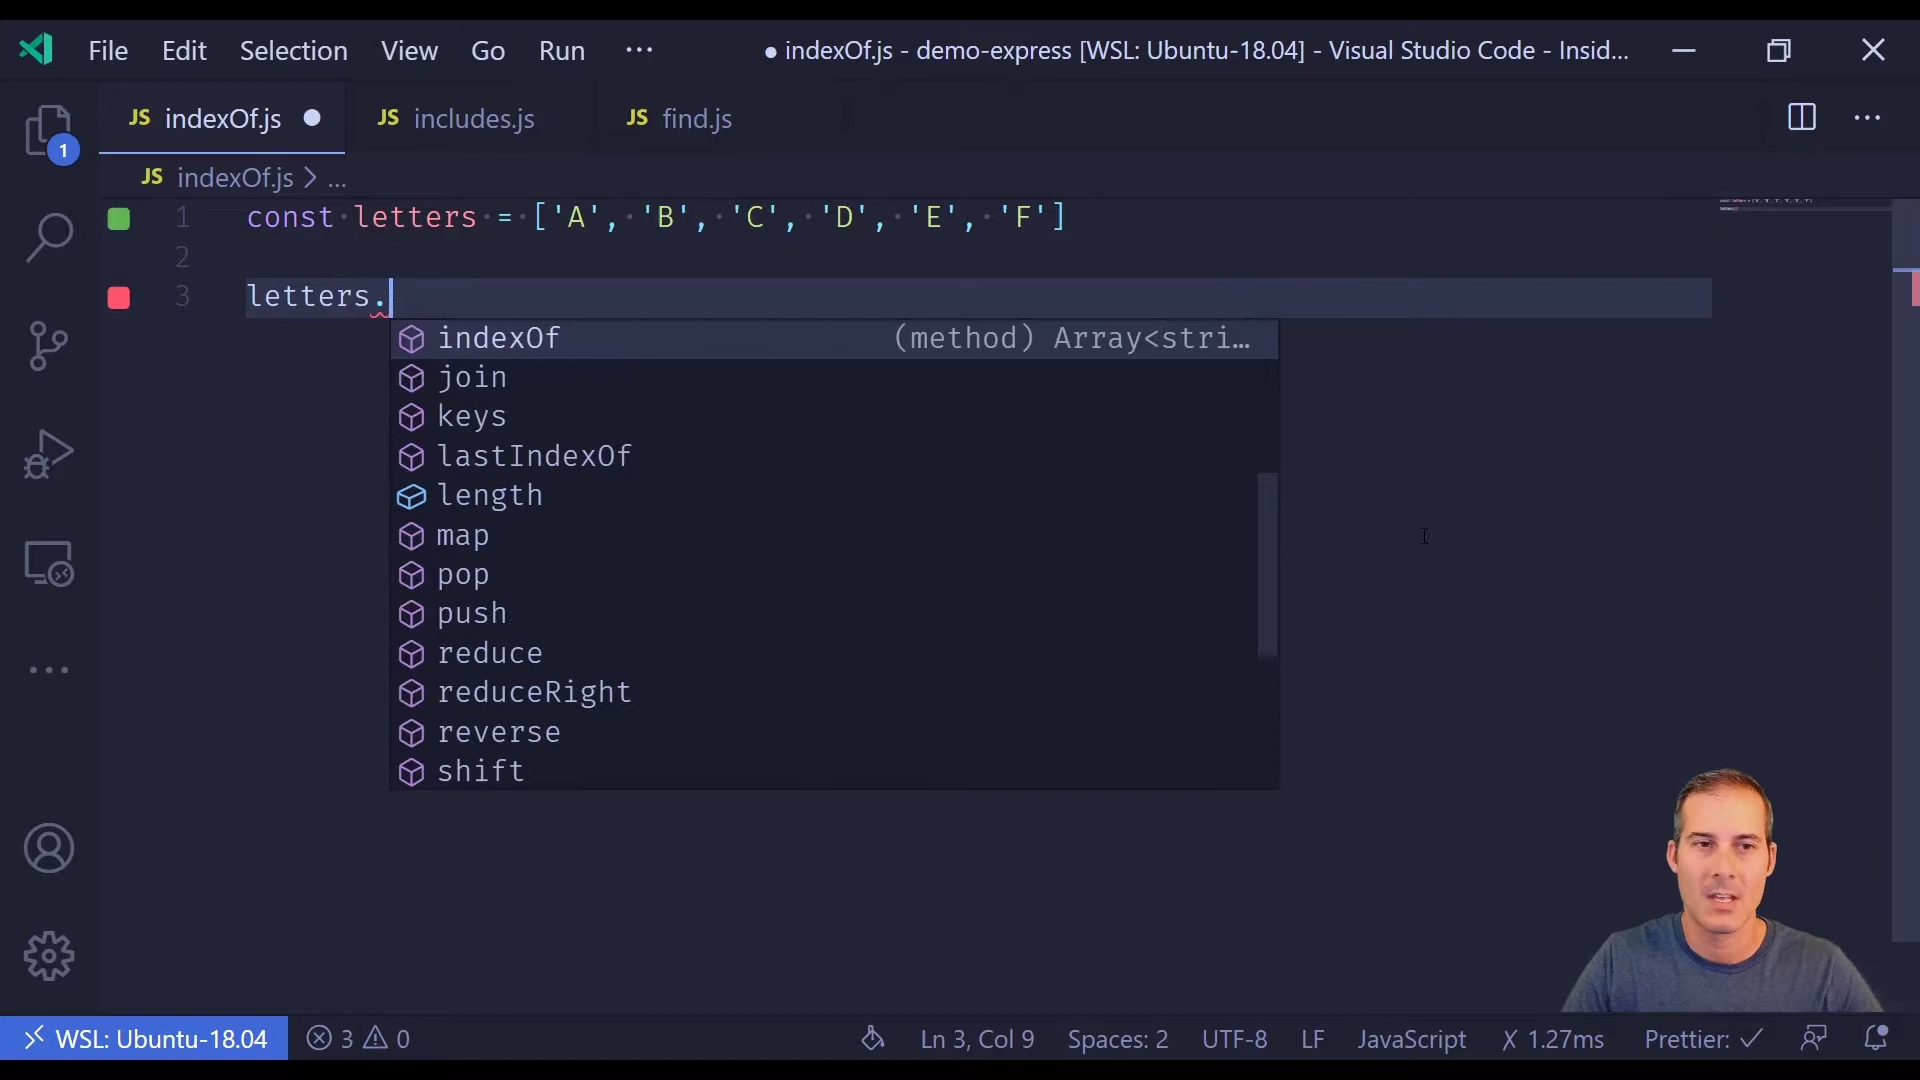 File Edit Selection View Go Run ··· ● indexOf.js - demo-express [WSL: Ubuntu-18.04] - Visual Studio Code - Insid...
JS indexOf.js ● JS includes.js JS find.js
1
JS indexOf.js > ...
1 const·letters·=·['A',·'B',·'C',·'D',·'E',·'F']
2
3 letters.
indexOf (method) Array<stri…
join
keys
lastIndexOf
length
map
pop
push
reduce
reduceRight
reverse
shift
WSL: Ubuntu-18.04 3 0 Ln 3, Col 9 Spaces: 2 UTF-8 LF JavaScript X 1.27ms Prettier: ✓